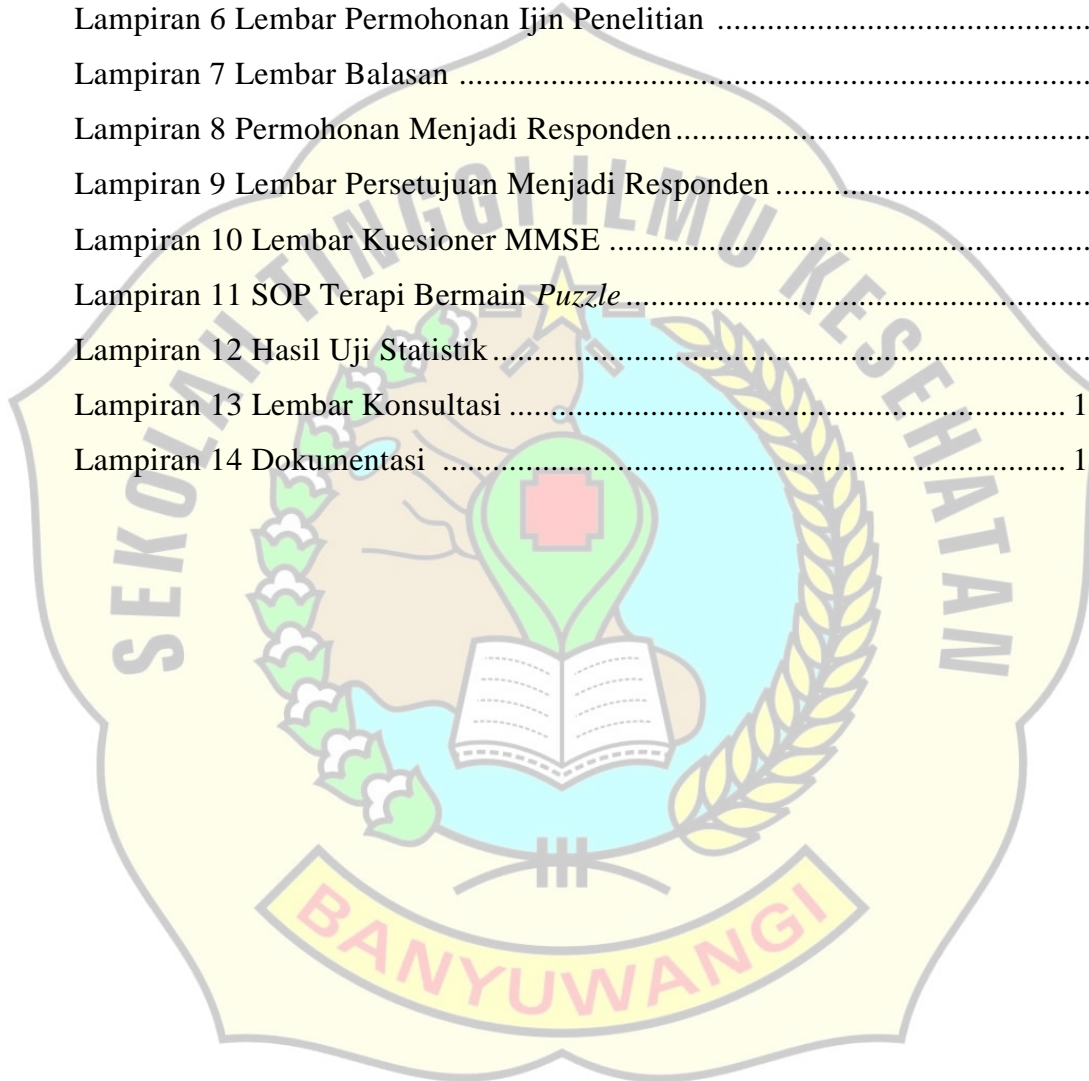 Lampiran 6 Lembar Permohonan Ijin Penelitian ................................................
Lampiran 7 Lembar Balasan ................................................................................
Lampiran 8 Permohonan Menjadi Responden.....................................................
Lampiran 9 Lembar Persetujuan Menjadi Responden ........................................
Lampiran 10 Lembar Kuesioner MMSE .............................................................
Lampiran 11 SOP Terapi Bermain Puzzle...........................................................
Lampiran 12 Hasil Uji Statistik ...........................................................................
Lampiran 13 Lembar Konsultasi ..................................................................... 1
Lampiran 14 Dokumentasi ............................................................................. 1
SEKOLAH TINGGI ILMU KESEHATAN
BANYUWANGI